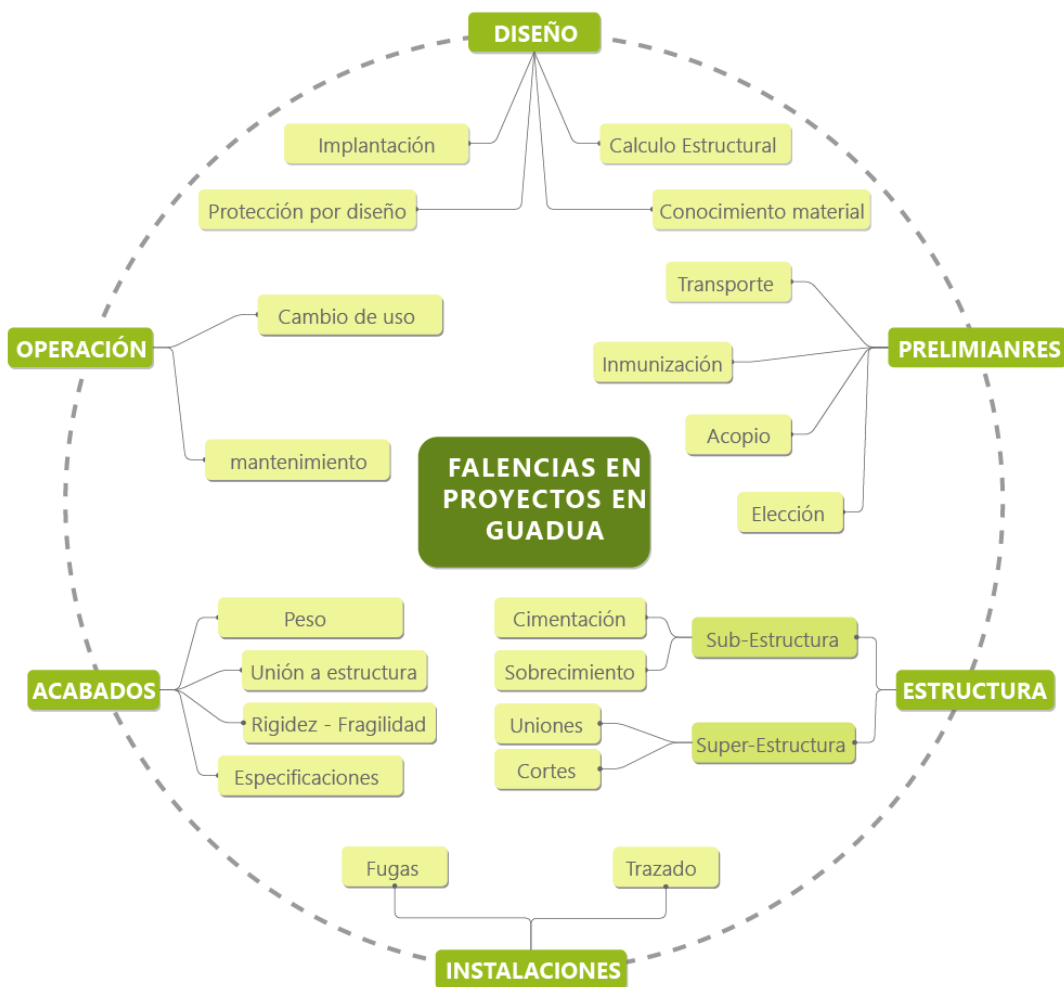 DISEÑO
Implantación
Calculo Estructural
Protección por diseño
Conocimiento material
Transporte
Cambio de uso
OPERACIÓN
PRELIMIANRES
Inmunización
Acopio
mantenimiento
FALENCIAS EN
PROYECTOS EN
GUADUA
Elección
Peso
Cimentación
Sub-Estructura
Unión a estructura
Sobrecimiento
ACABADOS
ESTRUCTURA
Rigidez - Fragilidad
Uniones
Super-Estructura
Especificaciones
Cortes
Fugas
Trazado
INSTALACIONES